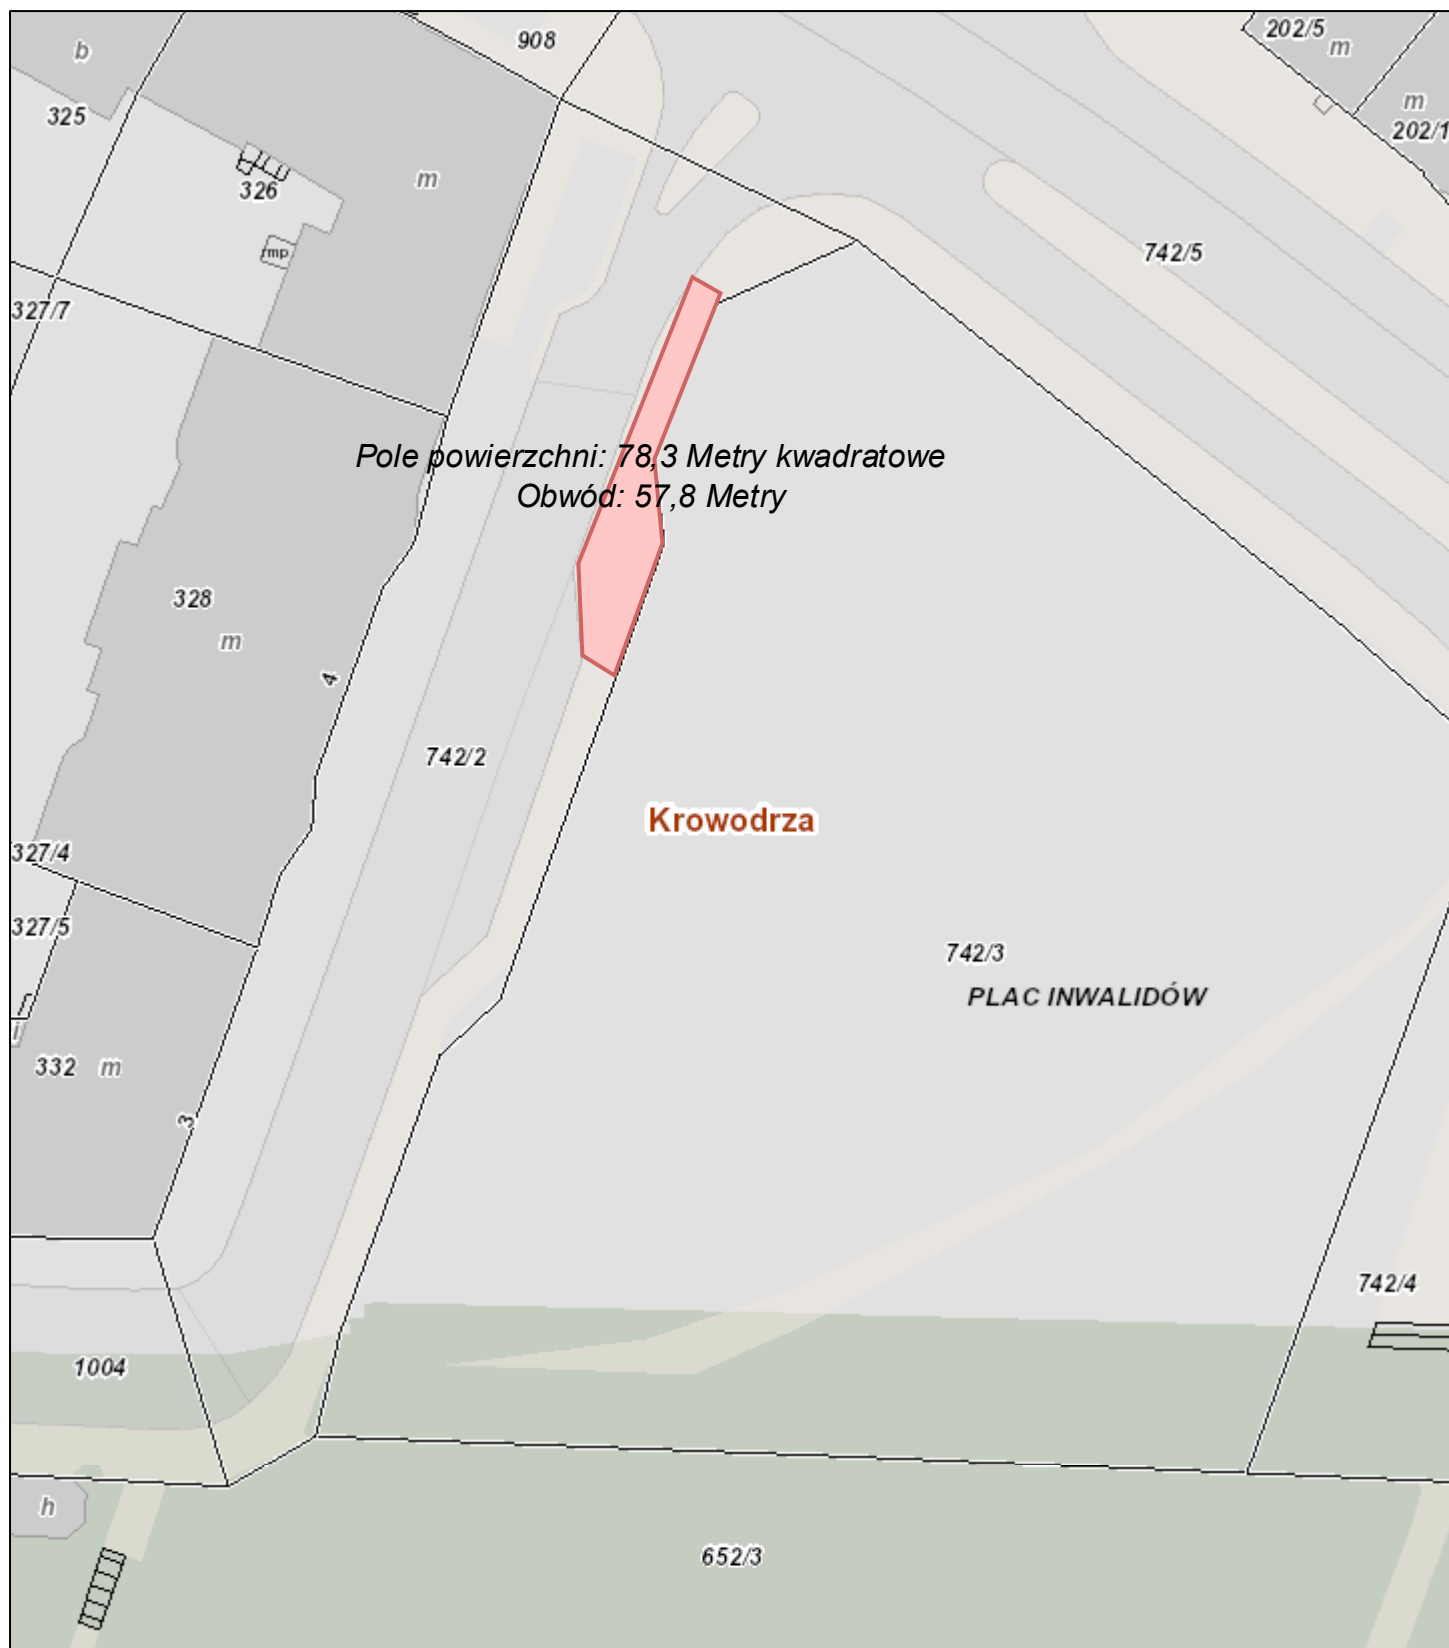 908
202/5
m
b
m
202/1
325
m
326
rmp
742/5
327/7
Pole powierzchni: 78,3 Metry kwadratowe
Obwód: 57,8 Metry
328
m
4
742/2
Krowodrza
327/4
327/5
742/3
PLAC INWALIDÓW
i
332 m
3
742/4
1004
h
652/3